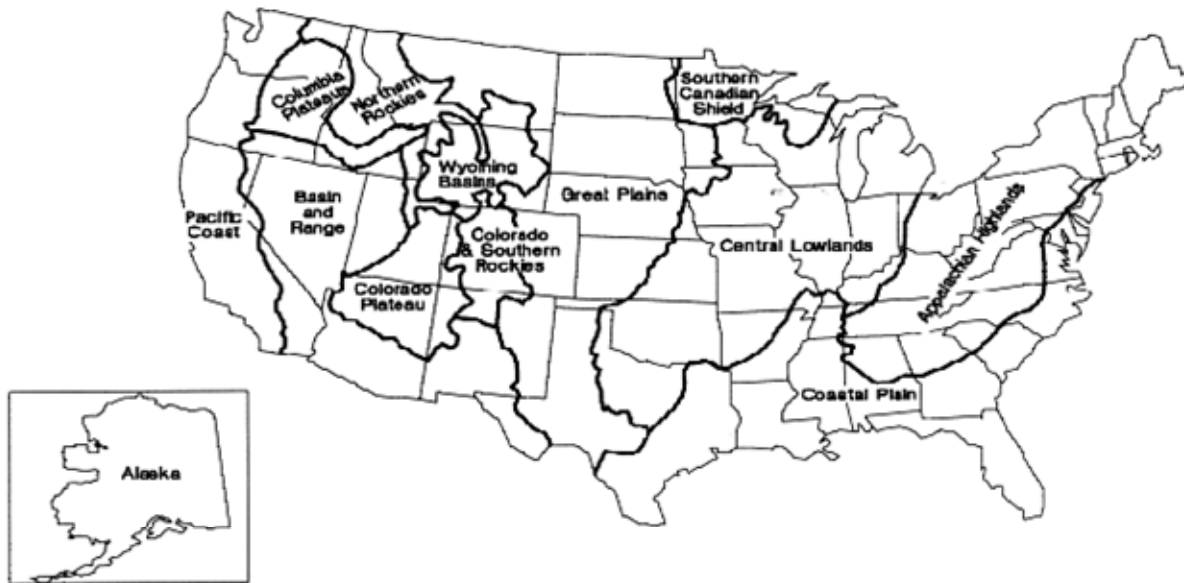 Southern
Canadian
Shield
Columbia
Plateaus
Northern
Rockies
Wyoming
Basins
Great Plains
Basin
and
Range
Pacific
Coast
Colorado
& Southern
Rockies
Central Lowlands
Appalachian Highlands
Colorado
Plateau
Coastal Plain
Alaska